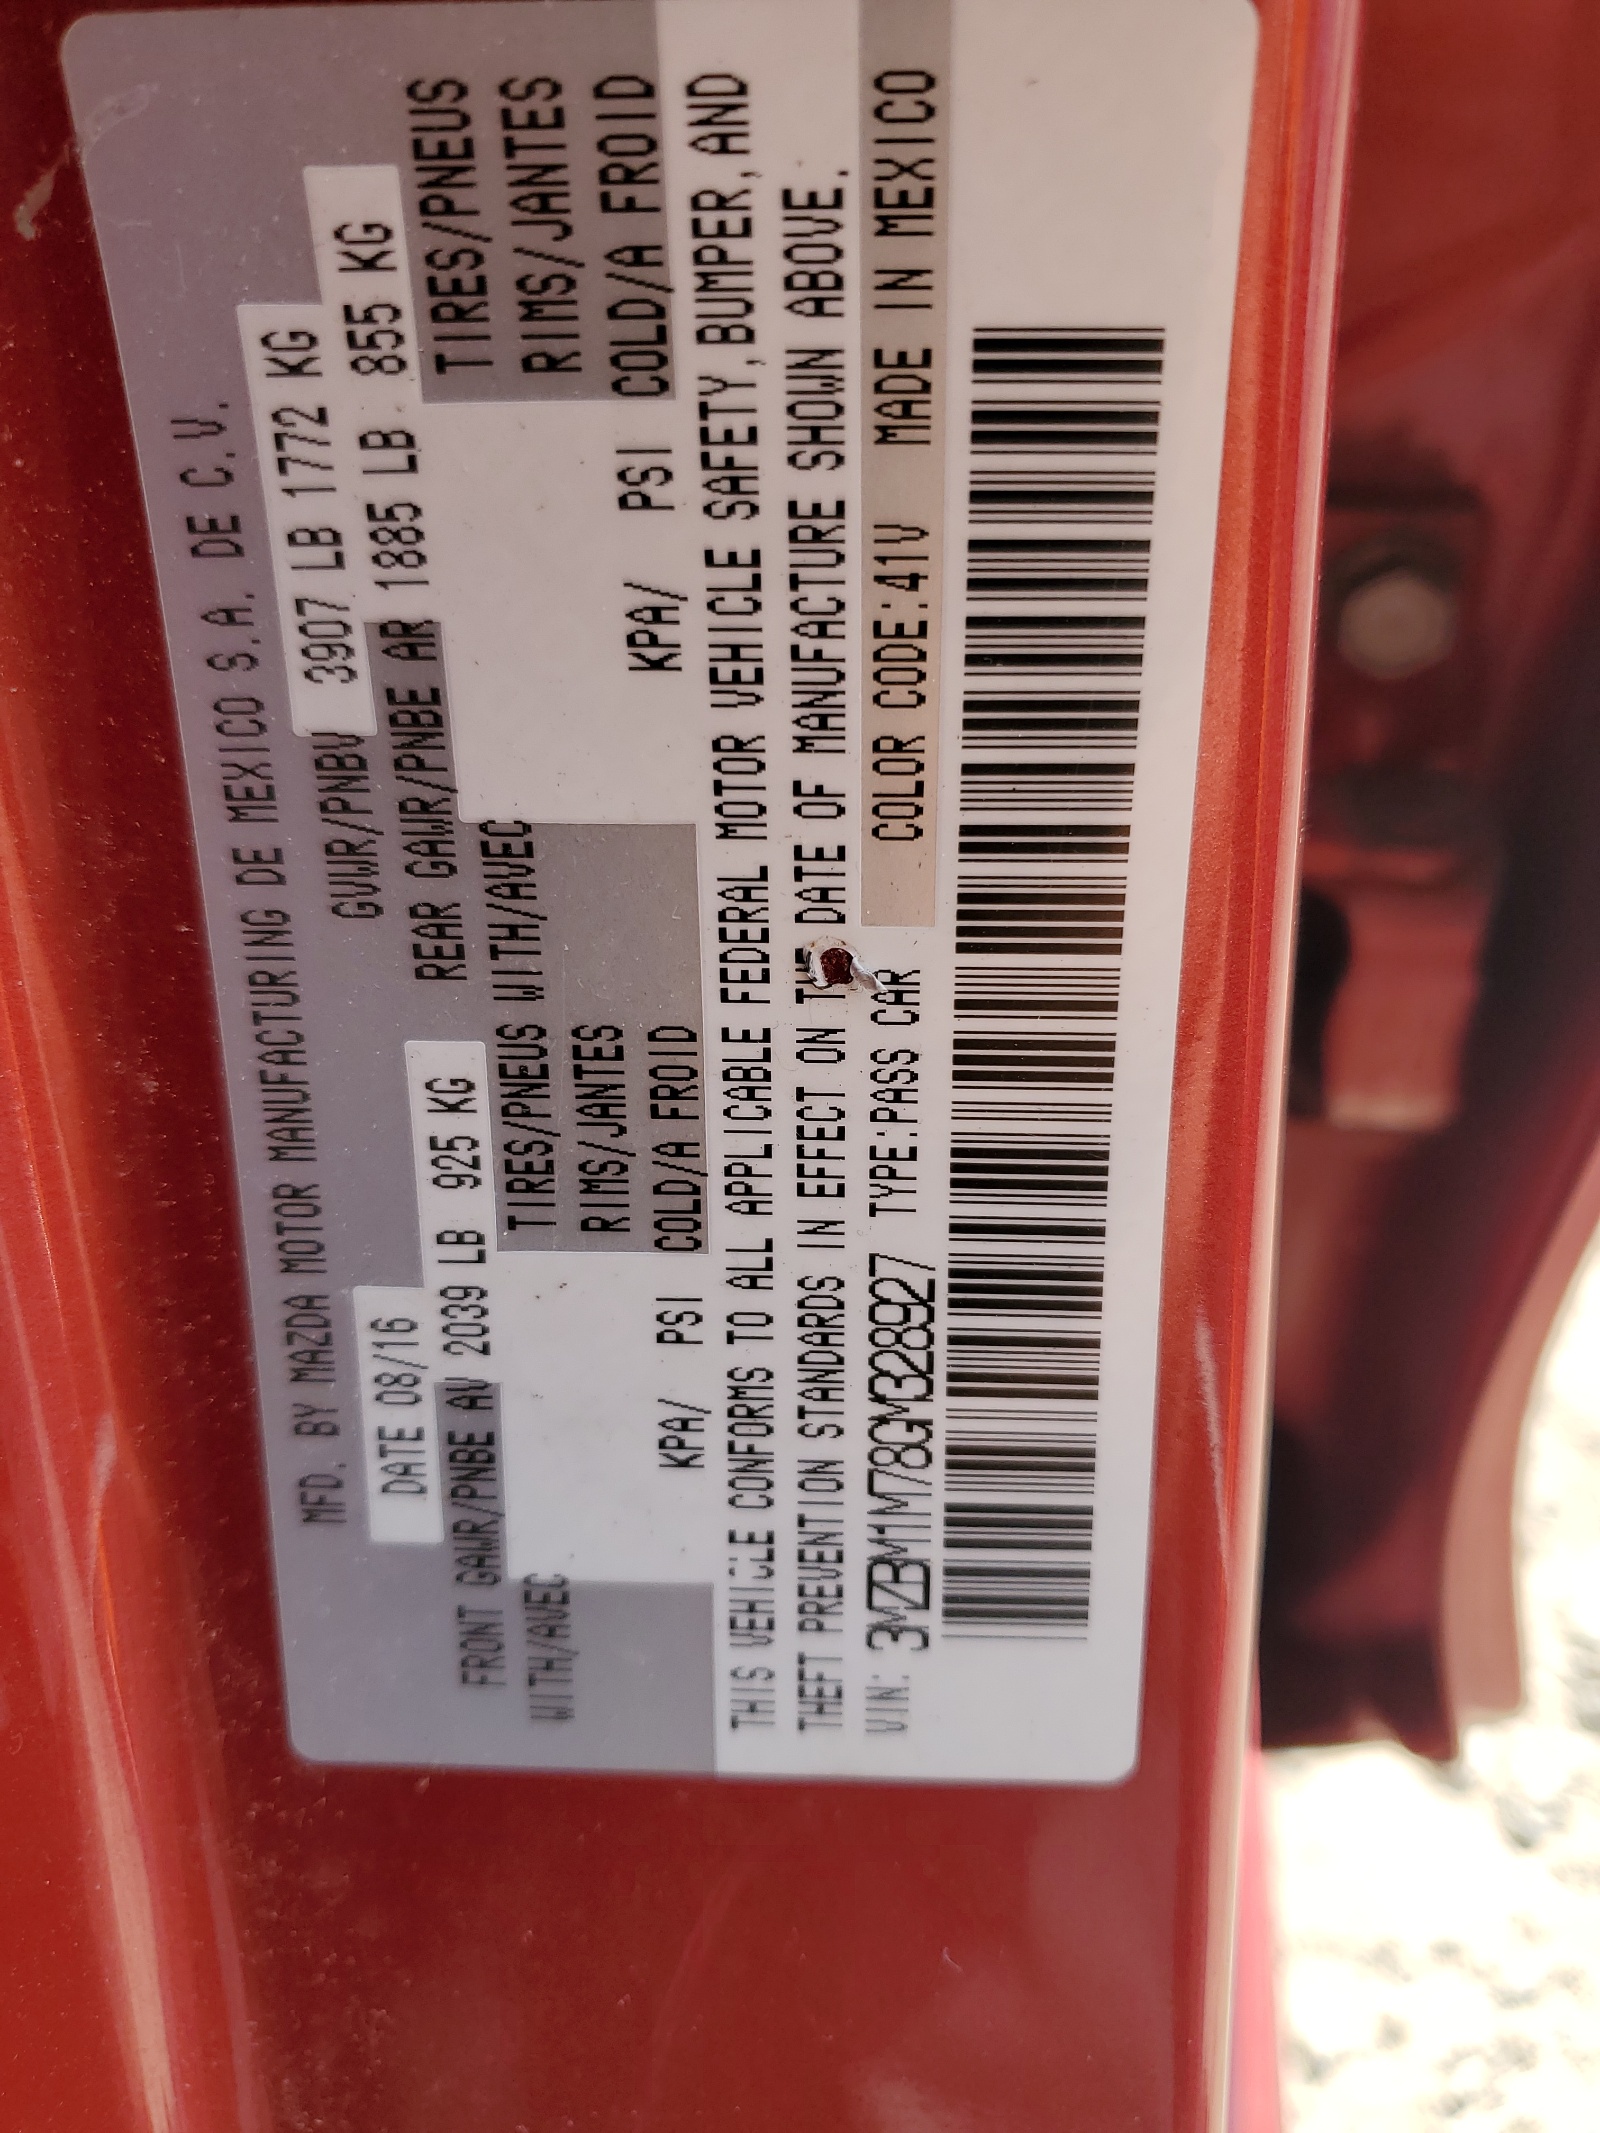 MFD. BY MAZDA MOTOR MANUFACTURING DE MEXICO S.A. DE C.V.
DATE 08/16 GVWR/PNBV 3907 LB 1772 KG
FRONT GAWR/PNBE AV 2039 LB 925 KG REAR GAWR/PNBE AR 1885 LB 855 KG
WITH/AVEC TIRES/PNEUS WITH/AVEC TIRES/PNEUS
RIMS/JANTES RIMS/JANTES
KPA/ PSI COLD/A FROID KPA/ PSI COLD/A FROID
THIS VEHICLE CONFORMS TO ALL APPLICABLE FEDERAL MOTOR VEHICLE SAFETY,BUMPER,AND
THEFT PREVENTION STANDARDS IN EFFECT ON THE DATE OF MANUFACTURE SHOWN ABOVE.
VIN: 3MZBM1M78GM328927 TYPE:PASS CAR COLOR CODE:41V MADE IN MEXICO